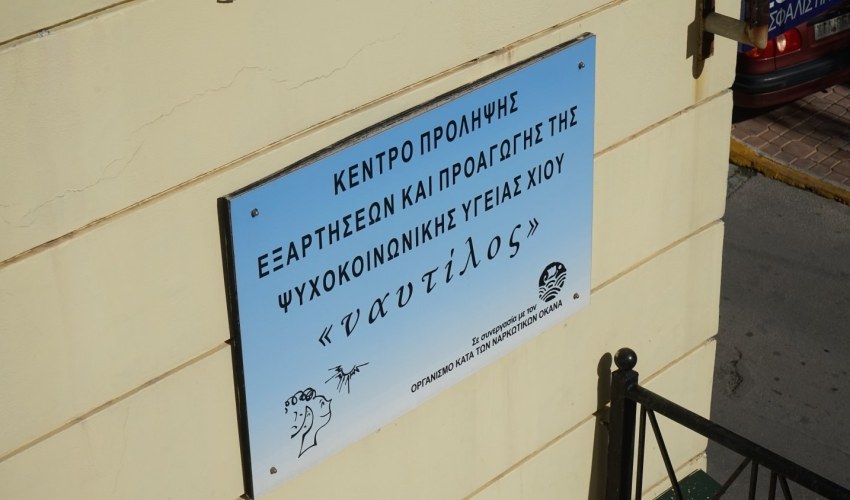 ΚΕΝΤΡΟ ΠΡΟΛΗΨΗΣ
ΕΞΑΡΤΗΣΕΩΝ ΚΑΙ ΠΡΟΑΓΩΓΗΣ ΤΗΣ
ΨΥΧΟΚΟΙΝΩΝΙΚΗΣ ΥΓΕΙΑΣ ΧΙΟΥ
«ναυτίλος»
Σε συνεργασία με τον
ΟΡΓΑΝΙΣΜΟ ΚΑΤΑ ΤΩΝ ΝΑΡΚΩΤΙΚΩΝ ΟΚΑΝΑ